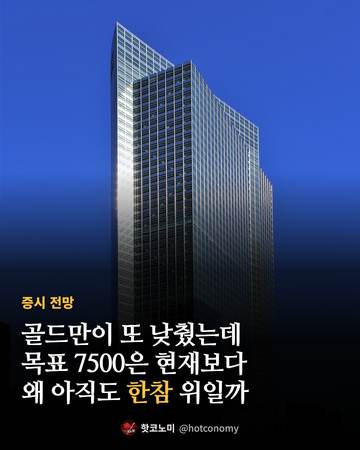 증시 전망
골드만이 또 낮췄는데
목표 7500은 현재보다
왜 아직도 한참 위일까
핫코노미 @hotconomy